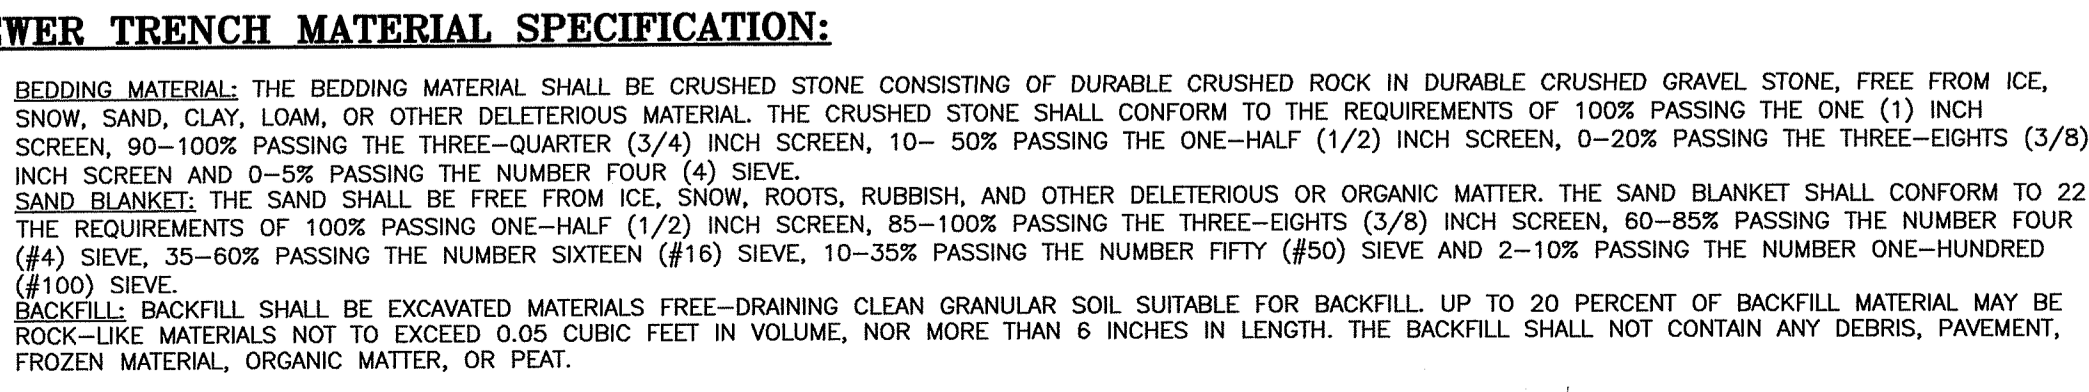 EWER TRENCH MATERIAL SPECIFICATION:
BEDDING MATERIAL: THE BEDDING MATERIAL SHALL BE CRUSHED STONE CONSISTING OF DURABLE CRUSHED ROCK IN DURABLE CRUSHED GRAVEL STONE, FREE FROM ICE,
SNOW, SAND, CLAY, LOAM, OR OTHER DELETERIOUS MATERIAL. THE CRUSHED STONE SHALL CONFORM TO THE REQUIREMENTS OF 100% PASSING THE ONE (1) INCH
SCREEN, 90-100% PASSING THE THREE-QUARTER (3/4) INCH SCREEN, 10- 50% PASSING THE ONE-HALF (1/2) INCH SCREEN, 0-20% PASSING THE THREE-EIGHTS (3/8)
INCH SCREEN AND 0-5% PASSING THE NUMBER FOUR (4) SIEVE.
SAND BLANKET: THE SAND SHALL BE FREE FROM ICE, SNOW, ROOTS, RUBBISH, AND OTHER DELETERIOUS OR ORGANIC MATTER. THE SAND BLANKET SHALL CONFORM TO 22
THE REQUIREMENTS OF 100% PASSING ONE-HALF (1/2) INCH SCREEN, 85-100% PASSING THE THREE-EIGHTS (3/8) INCH SCREEN, 60-85% PASSING THE NUMBER FOUR
(#4) SIEVE, 35-60% PASSING THE NUMBER SIXTEEN (#16) SIEVE, 10-35% PASSING THE NUMBER FIFTY (#50) SIEVE AND 2-10% PASSING THE NUMBER ONE-HUNDRED
(#100) SIEVE.
BACKFILL: BACKFILL SHALL BE EXCAVATED MATERIALS FREE-DRAINING CLEAN GRANULAR SOIL SUITABLE FOR BACKFILL. UP TO 20 PERCENT OF BACKFILL MATERIAL MAY BE
ROCK-LIKE MATERIALS NOT TO EXCEED 0.05 CUBIC FEET IN VOLUME, NOR MORE THAN 6 INCHES IN LENGTH. THE BACKFILL SHALL NOT CONTAIN ANY DEBRIS, PAVEMENT,
FROZEN MATERIAL, ORGANIC MATTER, OR PEAT.